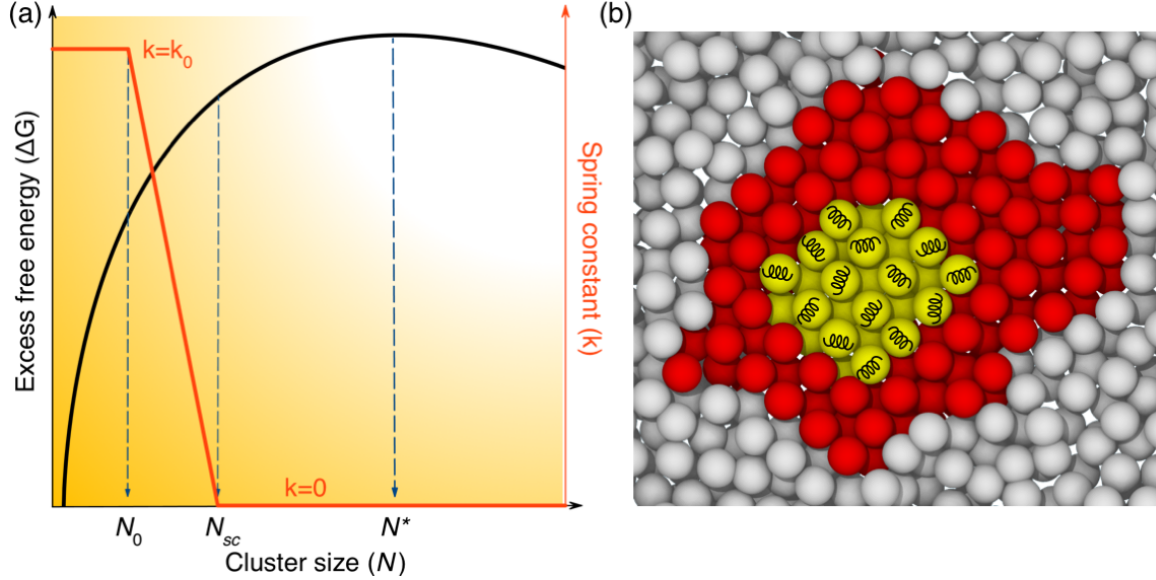 (a)
(b)
k=k₀
Excess free energy (ΔG)
Spring constant (k)
k=0
N₀
N_sc
N*
Cluster size (N)